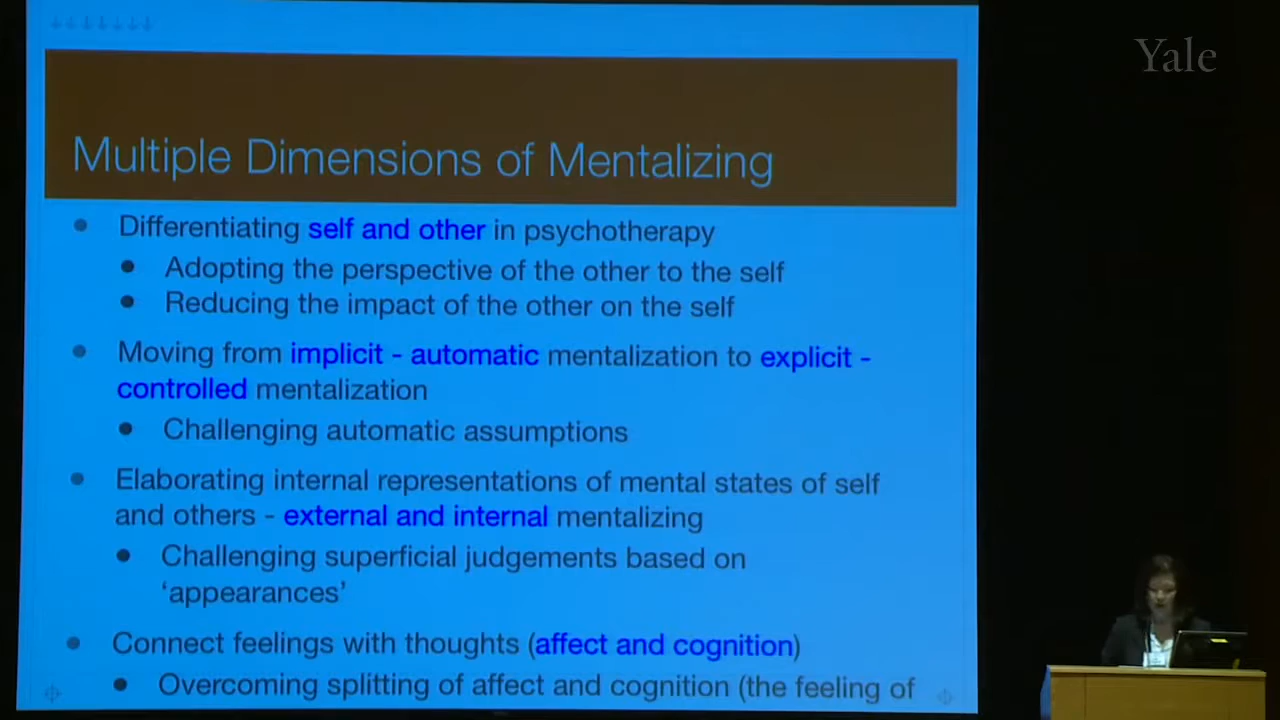 Yale
Multiple Dimensions of Mentalizing
Differentiating self and other in psychotherapy
Adopting the perspective of the other to the self
Reducing the impact of the other on the self
Moving from implicit - automatic mentalization to explicit -
controlled mentalization
Challenging automatic assumptions
Elaborating internal representations of mental states of self
and others - external and internal mentalizing
Challenging superficial judgements based on
‘appearances’
Connect feelings with thoughts (affect and cognition)
Overcoming splitting of affect and cognition (the feeling of